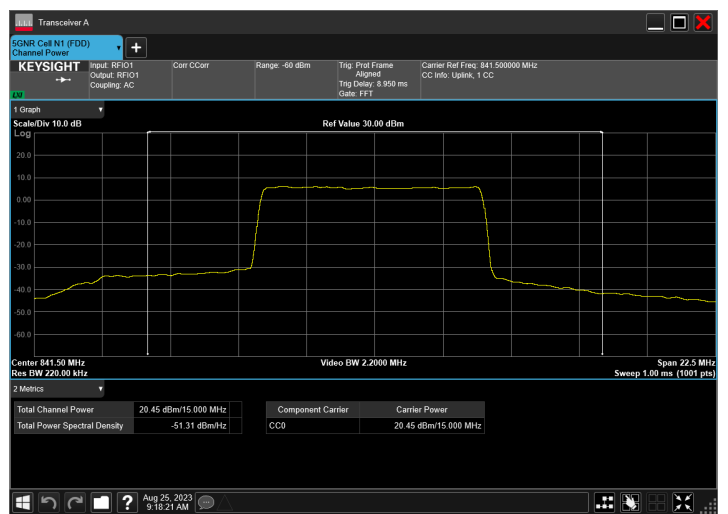 Transceiver A
5GNR Cell N1 (FDD)
Channel Power
KEYSIGHT
Input: RFIO1
Output: RFIO1
Coupling: AC
Corr CCorr
Range: -60 dBm
Trig: Prot Frame
Aligned
Trig Delay: 8.950 ms
Gate: FFT
Carrier Ref Freq: 841.500000 MHz
CC Info: Uplink, 1 CC
LXI
1 Graph
Scale/Div 10.0 dB
Ref Value 30.00 dBm
Log
20.0
10.0
0.00
-10.0
-20.0
-30.0
-40.0
-50.0
-60.0
Center 841.50 MHz
Video BW 2.2000 MHz
Span 22.5 MHz
Res BW 220.00 kHz
Sweep 1.00 ms (1001 pts)
2 Metrics
Total Channel Power 20.45 dBm/15.000 MHz
Total Power Spectral Density -51.31 dBm/Hz
Component Carrier Carrier Power
CC0 20.45 dBm/15.000 MHz
?
Aug 25, 2023
9:18:21 AM